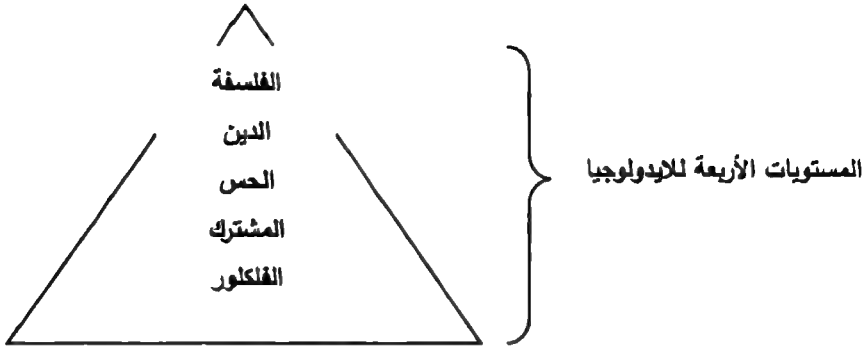 الفلسفة
الدين
الحس
المشترك
الفلكلور
المستويات الأربعة للايدولوجيا